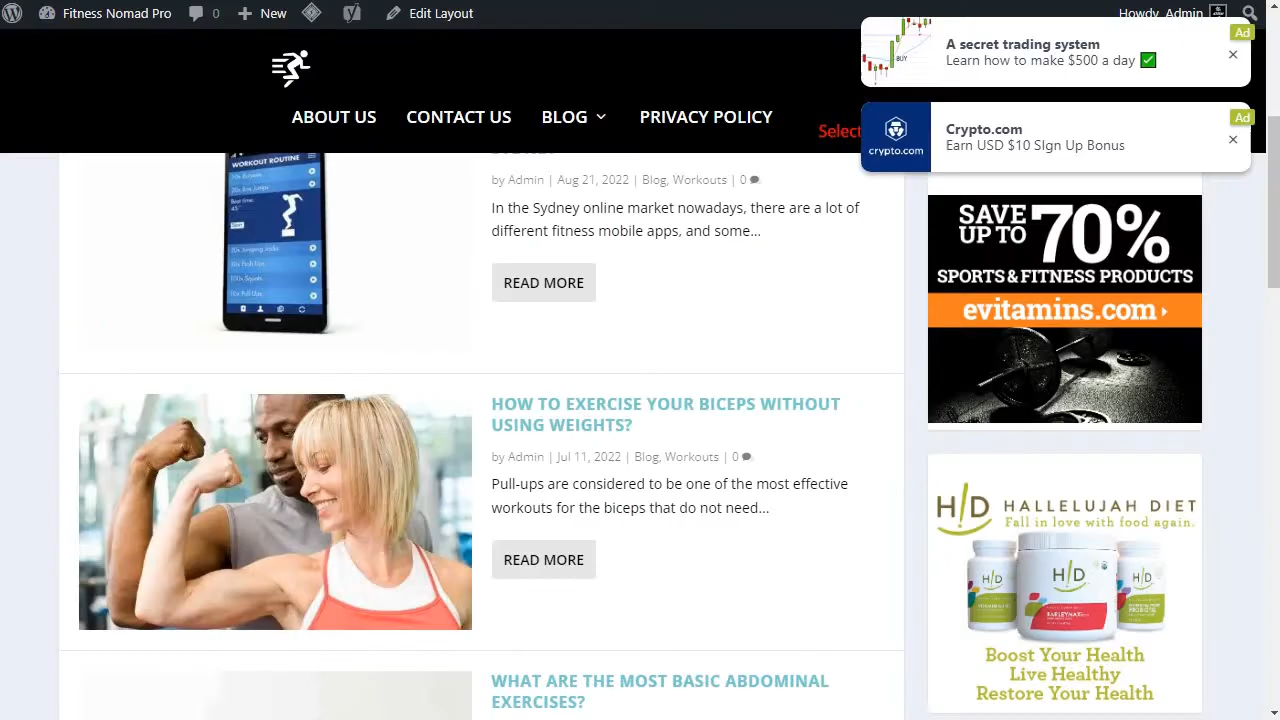 Fitness Nomad Pro 0 New Edit Layout Howdy, Admin
A secret trading system
Learn how to make $500 a day ✅
Ad
BUY
ABOUT US CONTACT US BLOG PRIVACY POLICY Select
crypto.com
Crypto.com
Earn USD $10 SIgn Up Bonus
Ad
WORKOUT ROUTINE
by Admin | Aug 21, 2022 | Blog, Workouts | 0
In the Sydney online market nowadays, there are a lot of
different fitness mobile apps, and some...
READ MORE
SAVE UP TO 70%
SPORTS & FITNESS PRODUCTS
evitamins.com
HOW TO EXERCISE YOUR BICEPS WITHOUT
USING WEIGHTS?
by Admin | Jul 11, 2022 | Blog, Workouts | 0
Pull-ups are considered to be one of the most effective
workouts for the biceps that do not need...
READ MORE
H!D HALLELUJAH DIET
Fall in love with food again.
H!D
H!D
H!D
BARLEYMAX
Boost Your Health
Live Healthy
Restore Your Health
WHAT ARE THE MOST BASIC ABDOMINAL
EXERCISES?